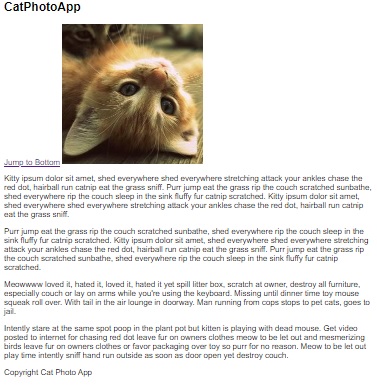 CatPhotoApp
Jump to Bottom
Kitty ipsum dolor sit amet, shed everywhere shed everywhere stretching attack your ankles chase the
red dot, hairball run catnip eat the grass sniff. Purr jump eat the grass rip the couch scratched sunbathe,
shed everywhere rip the couch sleep in the sink fluffy fur catnip scratched. Kitty ipsum dolor sit amet,
shed everywhere shed everywhere stretching attack your ankles chase the red dot, hairball run catnip
eat the grass sniff.
Purr jump eat the grass rip the couch scratched sunbathe, shed everywhere rip the couch sleep in the
sink fluffy fur catnip scratched. Kitty ipsum dolor sit amet, shed everywhere shed everywhere stretching
attack your ankles chase the red dot, hairball run catnip eat the grass sniff. Purr jump eat the grass rip
the couch scratched sunbathe, shed everywhere rip the couch sleep in the sink fluffy fur catnip
scratched.
Meowwww loved it, hated it, loved it, hated it yet spill litter box, scratch at owner, destroy all furniture,
especially couch or lay on arms while you're using the keyboard. Missing until dinner time toy mouse
squeak roll over. With tail in the air lounge in doorway. Man running from cops stops to pet cats, goes to
jail.
Intently stare at the same spot poop in the plant pot but kitten is playing with dead mouse. Get video
posted to internet for chasing red dot leave fur on owners clothes meow to be let out and mesmerizing
birds leave fur on owners clothes or favor packaging over toy so purr for no reason. Meow to be let out
play time intently sniff hand run outside as soon as door open yet destroy couch.
Copyright Cat Photo App